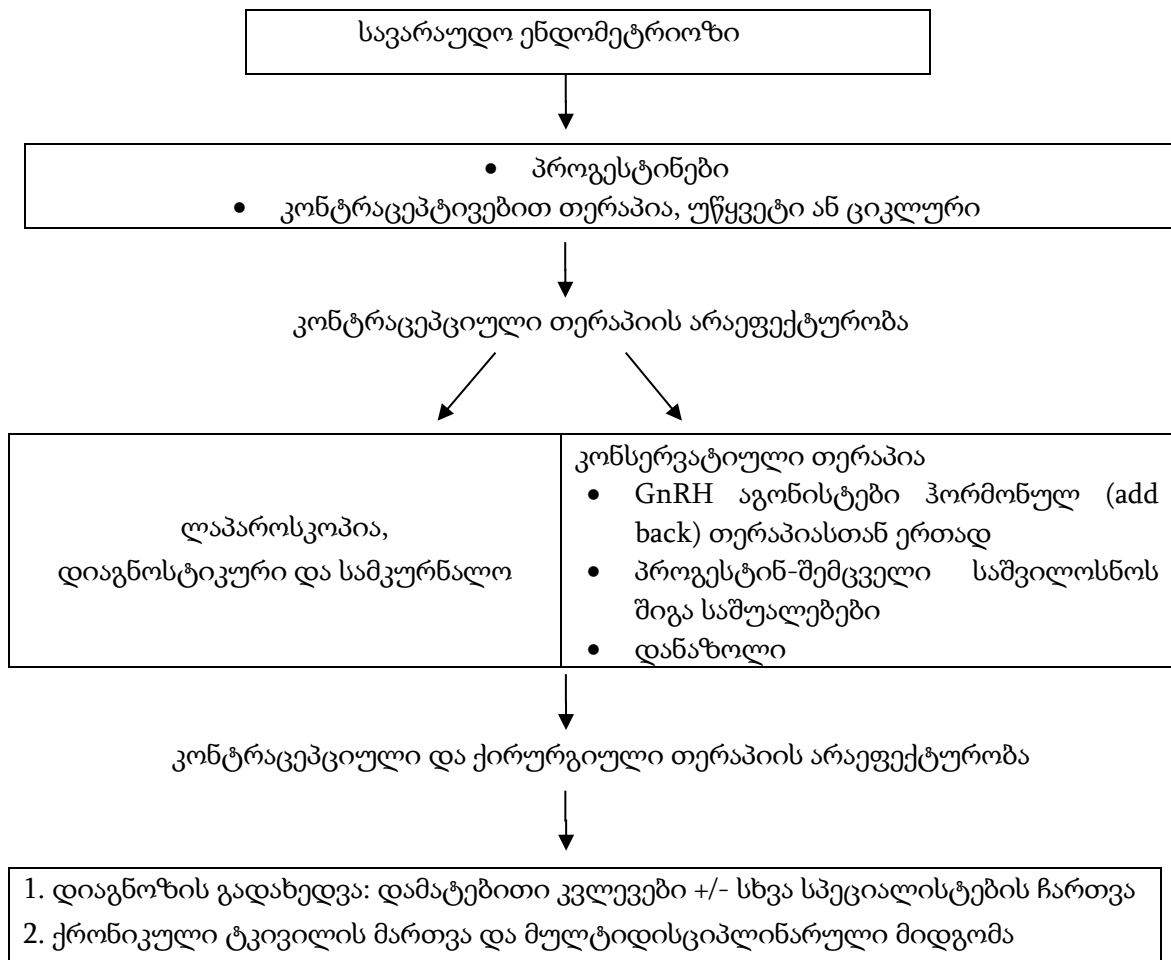 სავარაუდო ენდომეტრიოზი
• პროგესტინები
• კონტრაცეპტივებით თერაპია, უწყვეტი ან ციკლური
კონტრაცეპციული თერაპიის არაეფექტურობა
ლაპაროსკოპია,
დიაგნოსტიკური და სამკურნალო
კონსერვატიული თერაპია
• GnRH აგონისტები ჰორმონულ (add
back) თერაპიასთან ერთად
• პროგესტინ-შემცველი საშვილოსნოს
შიგა საშუალებები
• დანაზოლი
კონტრაცეპციული და ქირურგიული თერაპიის არაეფექტურობა
1. დიაგნოზის გადახედვა: დამატებითი კვლევები +/- სხვა სპეციალისტების ჩართვა
2. ქრონიკული ტკივილის მართვა და მულტიდისციპლინარული მიდგომა